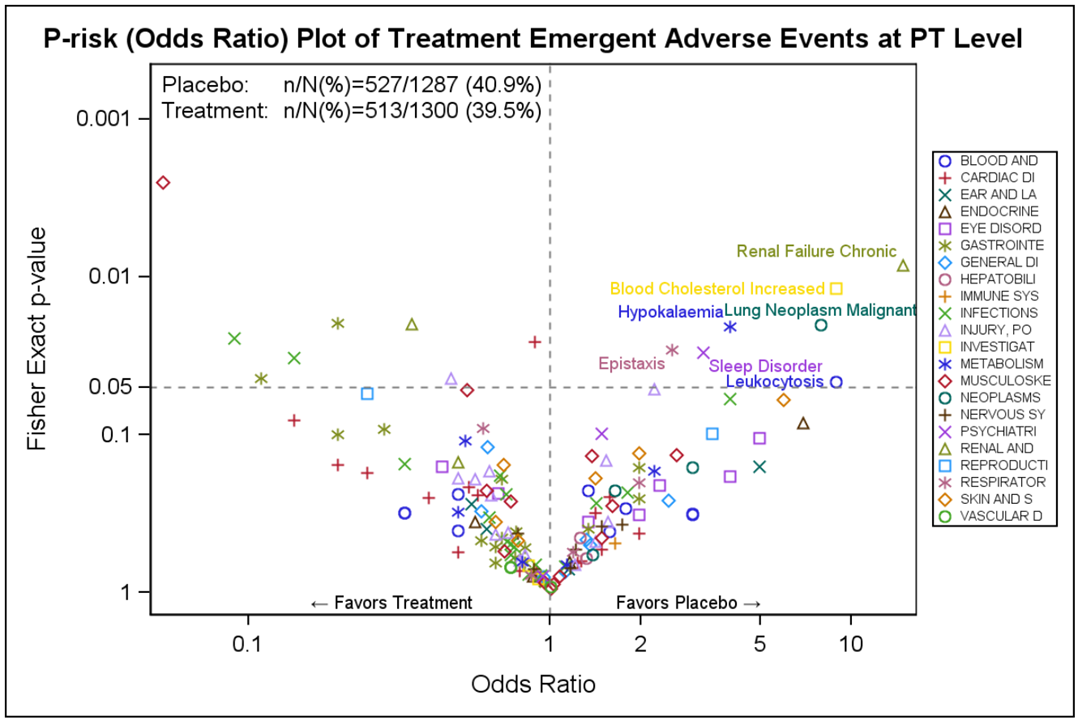 P-risk (Odds Ratio) Plot of Treatment Emergent Adverse Events at PT Level
Placebo: n/N(%)=527/1287 (40.9%)
Treatment: n/N(%)=513/1300 (39.5%)
Fisher Exact p-value
0.001
0.01
0.05
0.1
1
Renal Failure Chronic
Blood Cholesterol Increased
Hypokalaemia
Lung Neoplasm Malignant
Epistaxis
Sleep Disorder
Leukocytosis
← Favors Treatment
Favors Placebo →
0.1
1
2
5
10
Odds Ratio
BLOOD AND
CARDIAC DI
EAR AND LA
ENDOCRINE
EYE DISORD
GASTROINTE
GENERAL DI
HEPATOBILI
IMMUNE SYS
INFECTIONS
INJURY, PO
INVESTIGAT
METABOLISM
MUSCULOSKE
NEOPLASMS
NERVOUS SY
PSYCHIATRI
RENAL AND
REPRODUCTI
RESPIRATOR
SKIN AND S
VASCULAR D